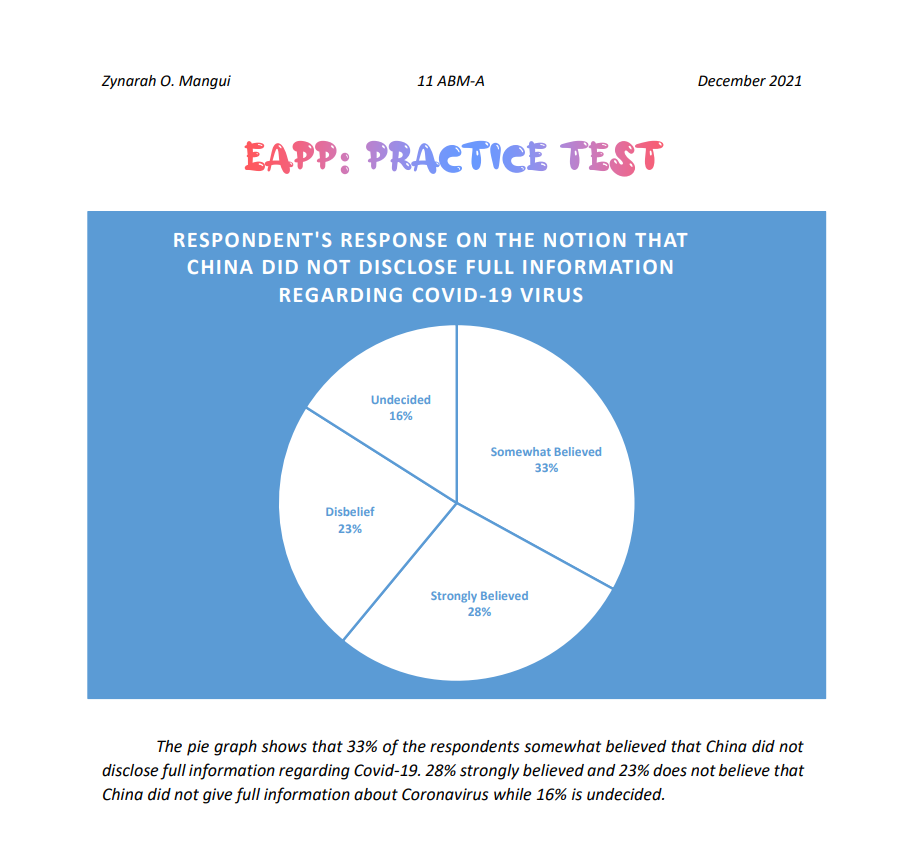 Zynarah O. Mangui 11 ABM-A December 2021
EAPP: PRACTICE TEST
RESPONDENT'S RESPONSE ON THE NOTION THAT
CHINA DID NOT DISCLOSE FULL INFORMATION
REGARDING COVID-19 VIRUS
Undecided
16%
Somewhat Believed
33%
Disbelief
23%
Strongly Believed
28%
The pie graph shows that 33% of the respondents somewhat believed that China did not
disclose full information regarding Covid-19. 28% strongly believed and 23% does not believe that
China did not give full information about Coronavirus while 16% is undecided.